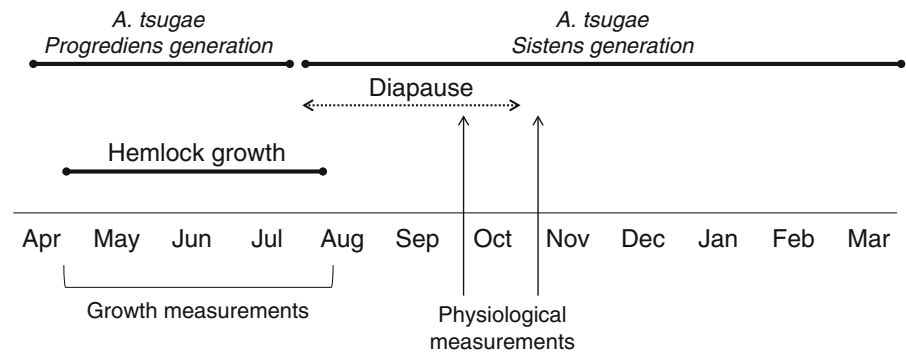 A. tsugae
Progrediens generation
A. tsugae
Sistens generation
Diapause
Hemlock growth
Apr May Jun Jul Aug Sep Oct Nov Dec Jan Feb Mar
Growth measurements
Physiological
measurements